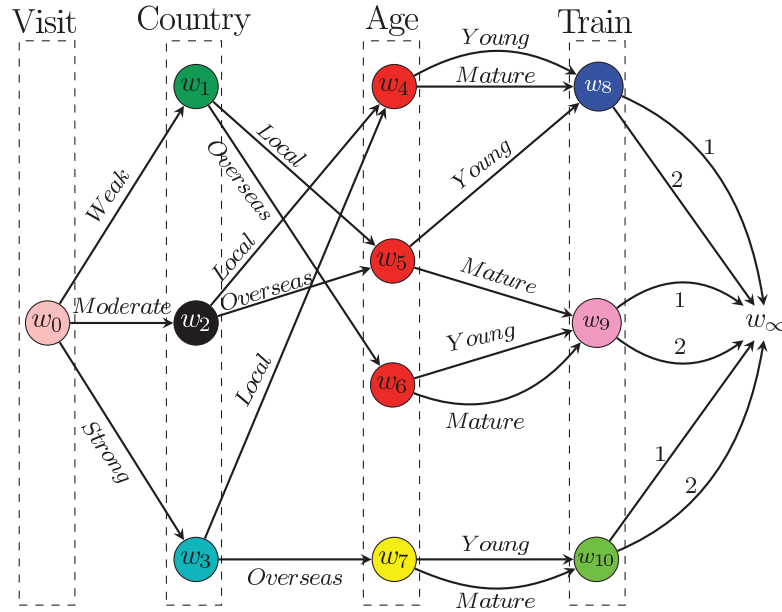 Visit
Country
Age
Train
w0
w1
w2
w3
w4
w5
w6
w7
w8
w9
w10
w∞
Weak
Moderate
Strong
Local
Overseas
Local
Overseas
Local
Overseas
Young
Mature
Young
Mature
Young
Mature
Young
Mature
1
2
1
2
1
2